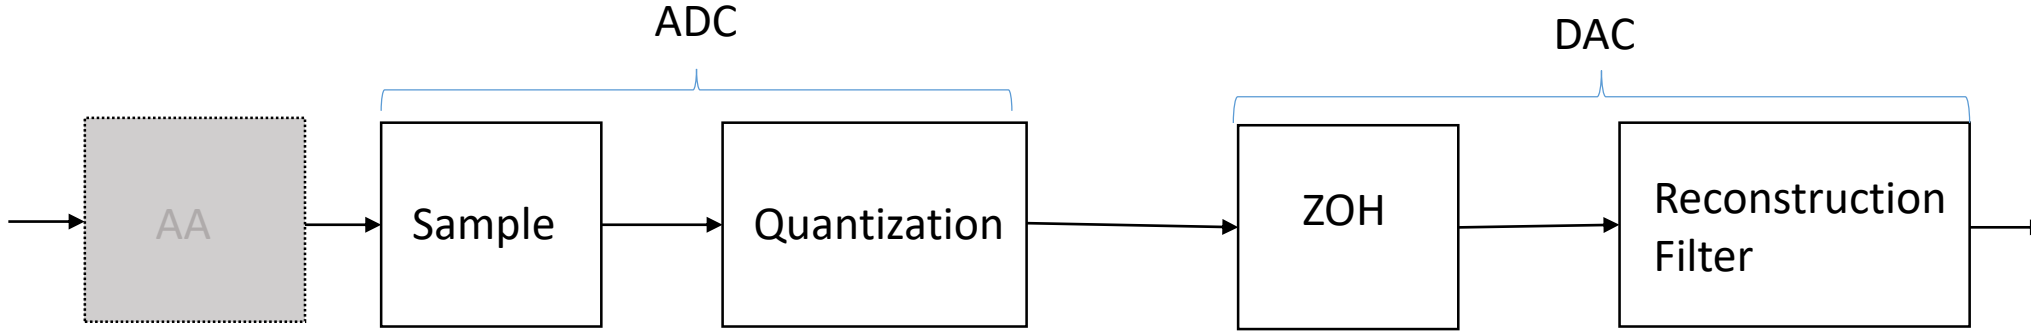 ADC
DAC
AA
Sample
Quantization
ZOH
Reconstruction
Filter